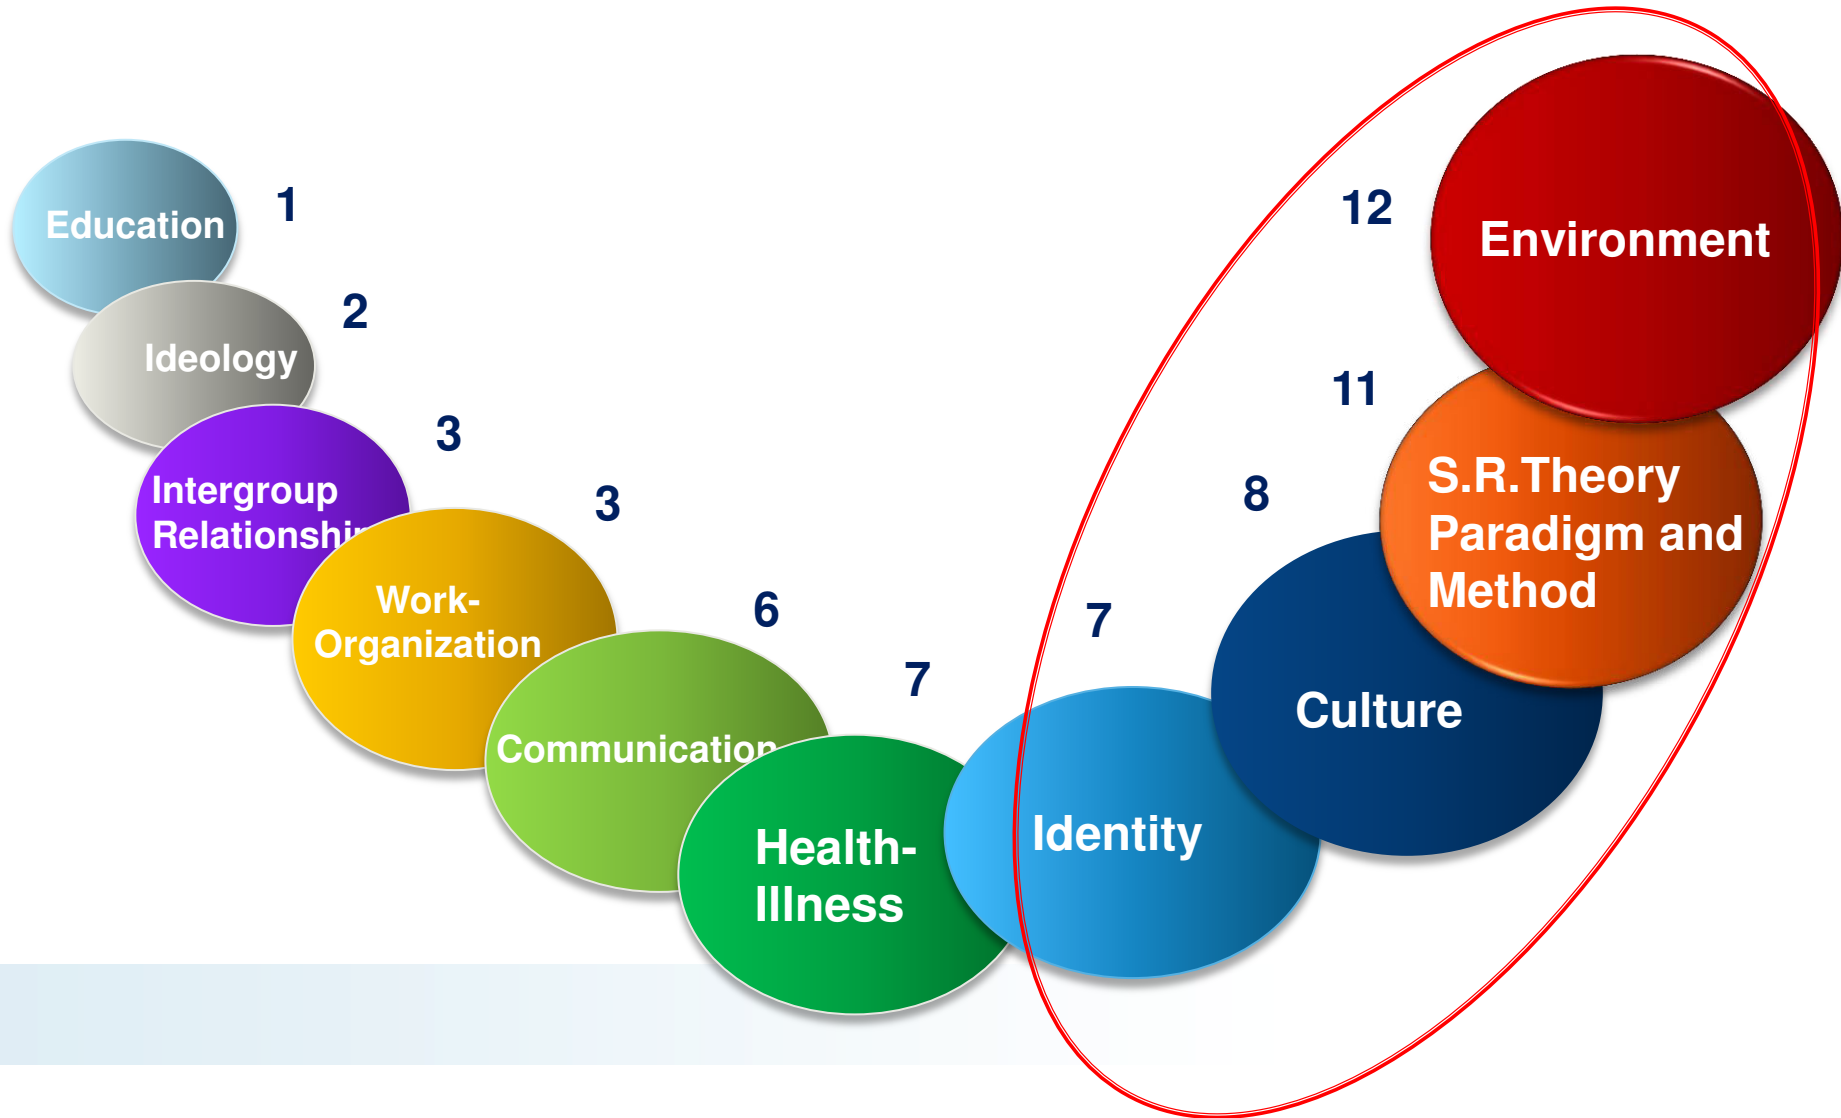 Education
1
Ideology
2
Intergroup
Relationship
3
Work-
Organization
3
Communication
6
Health-
Illness
7
Identity
7
Culture
8
S.R.Theory
Paradigm and
Method
11
Environment
12